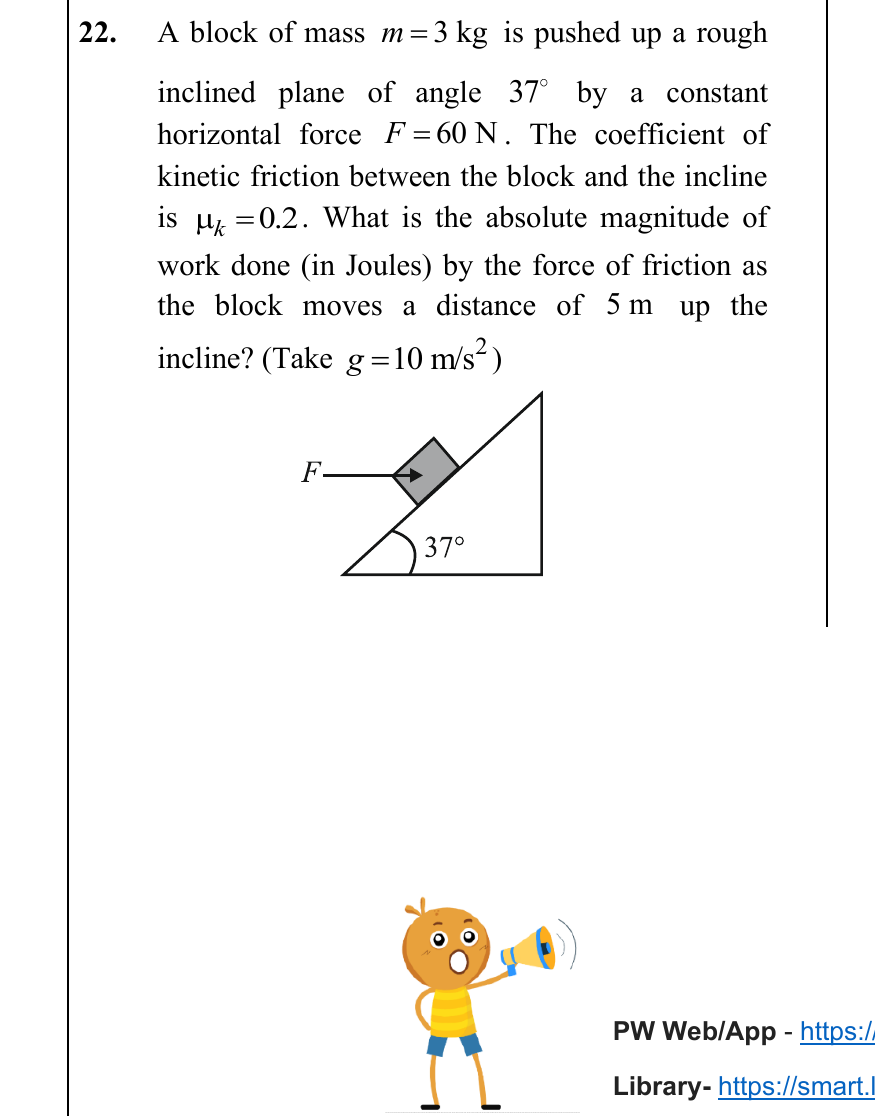 22. A block of mass m = 3 kg is pushed up a rough
inclined plane of angle 37° by a constant
horizontal force F = 60 N. The coefficient of
kinetic friction between the block and the incline
is μₖ = 0.2. What is the absolute magnitude of
work done (in Joules) by the force of friction as
the block moves a distance of 5 m up the
incline? (Take g = 10 m/s²)
F
37°
PW Web/App - https:/
Library- https://smart.l